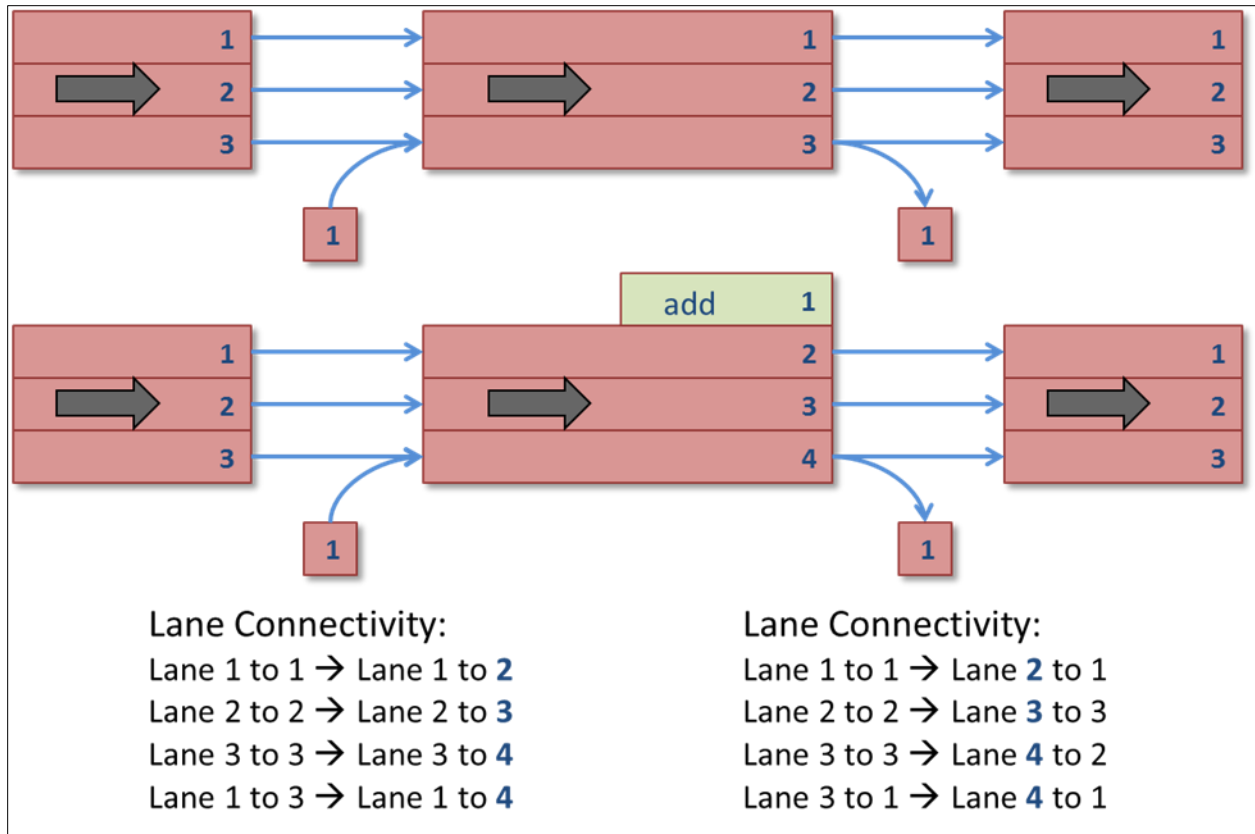 1 1 1
2 2 2
3 3 3
1 1
add 1
1 2 1
2 3 2
3 4 3
1 1
Lane Connectivity:
Lane 1 to 1 → Lane 1 to 2
Lane 2 to 2 → Lane 2 to 3
Lane 3 to 3 → Lane 3 to 4
Lane 1 to 3 → Lane 1 to 4
Lane Connectivity:
Lane 1 to 1 → Lane 2 to 1
Lane 2 to 2 → Lane 3 to 3
Lane 3 to 3 → Lane 4 to 2
Lane 3 to 1 → Lane 4 to 1